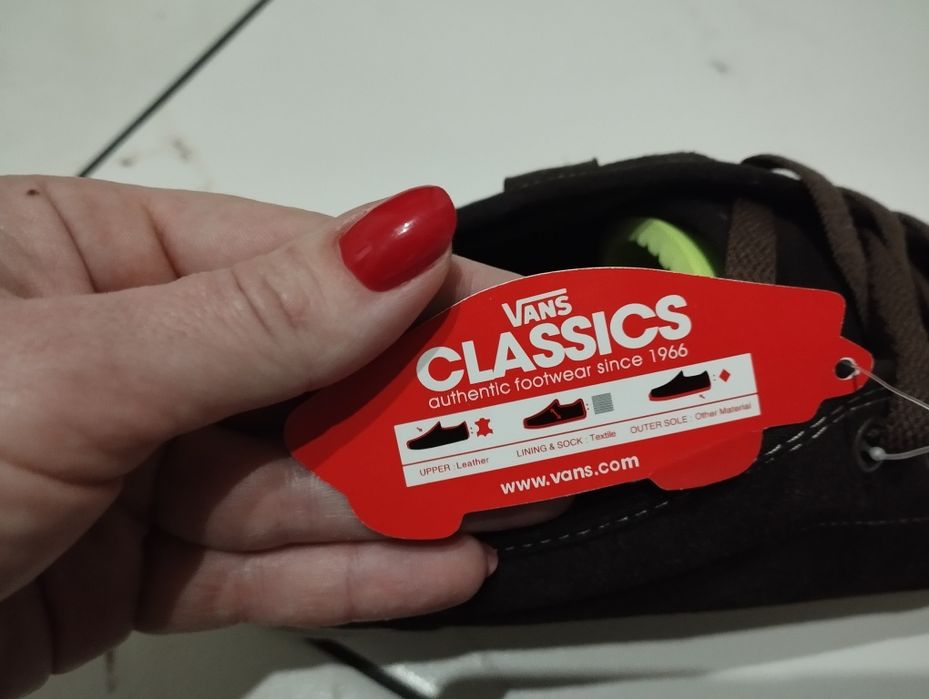 VANS
CLASSICS
authentic footwear since 1966
UPPER : Leather LINING & SOCK : Textile OUTER SOLE : Other Material
www.vans.com